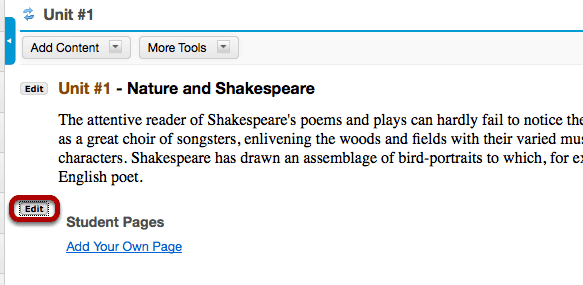 Unit #1
Add Content
More Tools
Edit
Unit #1 - Nature and Shakespeare
The attentive reader of Shakespeare's poems and plays can hardly fail to notice the
as a great choir of songsters, enlivening the woods and fields with their varied mus
characters. Shakespeare has drawn an assemblage of bird-portraits to which, for ex
English poet.
Edit
Student Pages
Add Your Own Page